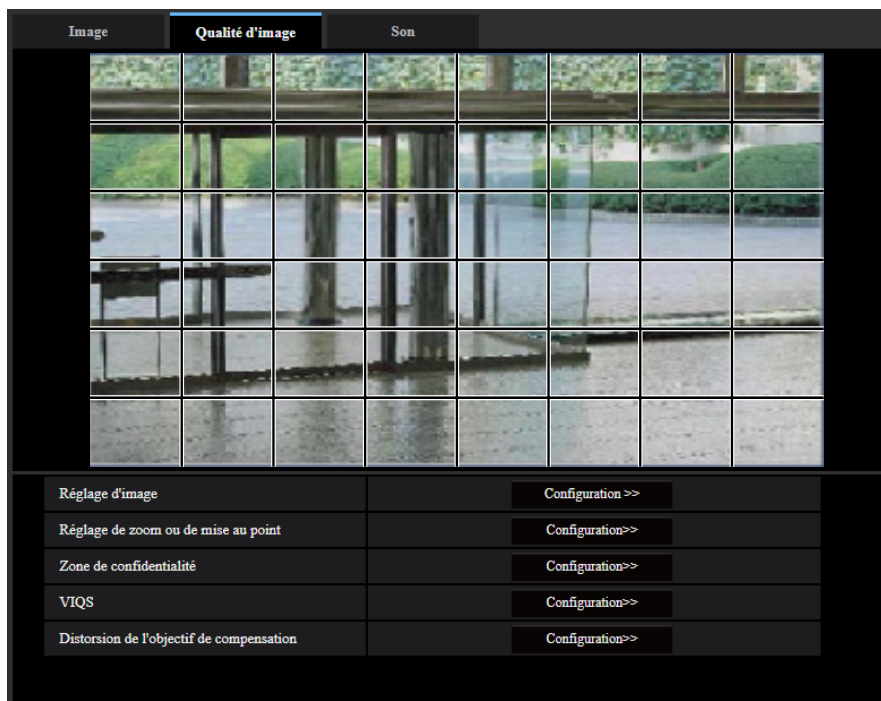 Image Qualité d'image Son
Réglage d'image Configuration >>
Réglage de zoom ou de mise au point Configuration>>
Zone de confidentialité Configuration>>
VIQS Configuration>>
Distorsion de l'objectif de compensation Configuration>>